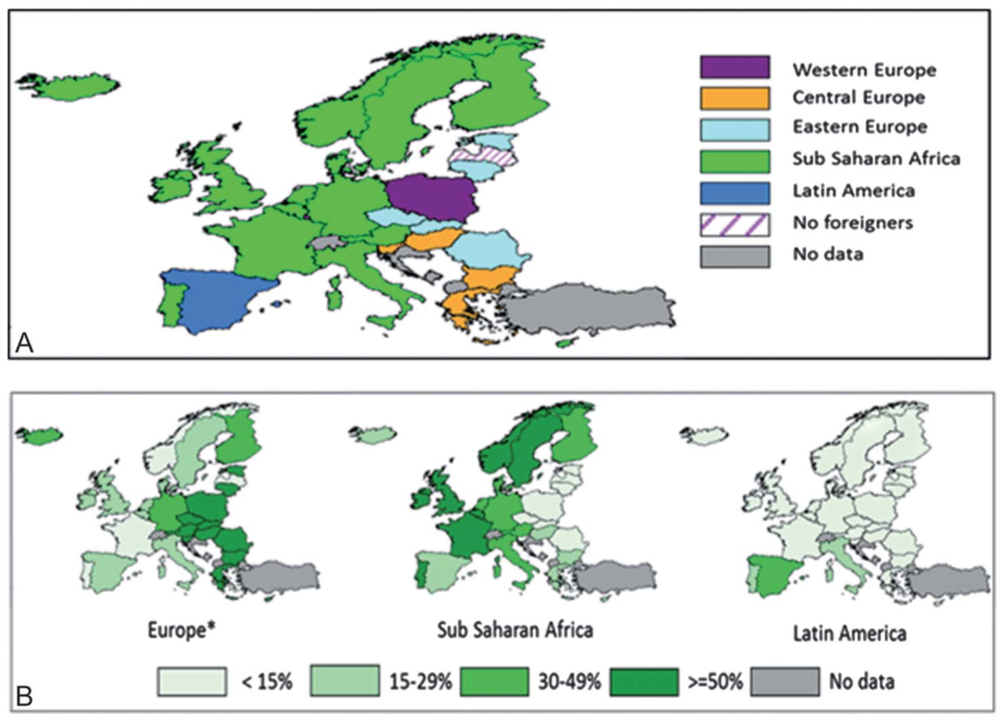 Western Europe
Central Europe
Eastern Europe
Sub Saharan Africa
Latin America
No foreigners
No data
A
Europe*
Sub Saharan Africa
Latin America
< 15%
15-29%
30-49%
>=50%
No data
B